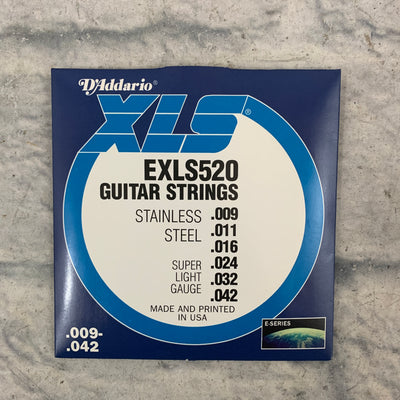 D'Addario
XLS®
EXLS520
GUITAR STRINGS
STAINLESS .009
STEEL .011
.016
SUPER .024
LIGHT .032
GAUGE .042
MADE AND PRINTED
IN USA
.009-
.042
E-SERIES